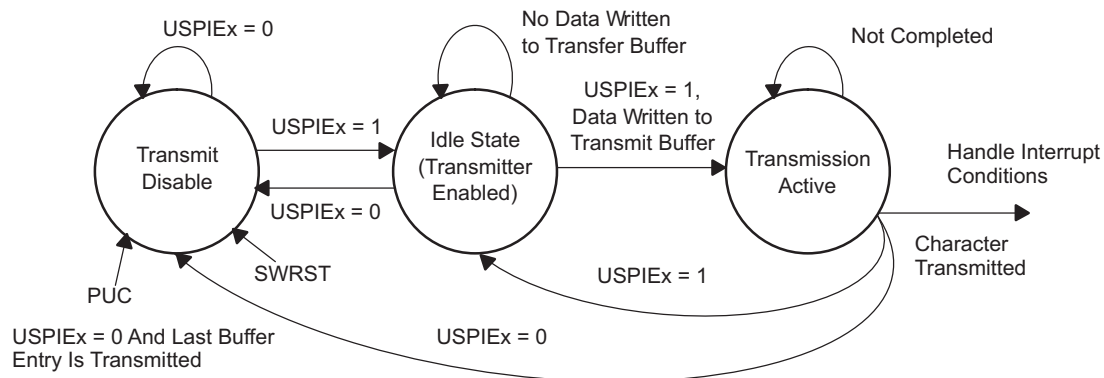 USPIEx = 0
No Data Written
to Transfer Buffer
Not Completed
USPIEx = 1
USPIEx = 1,
Data Written to
Transmit Buffer
Transmit
Disable
Idle State
(Transmitter
Enabled)
Transmission
Active
Handle Interrupt
Conditions
USPIEx = 0
SWRST
PUC
USPIEx = 1
Character
Transmitted
USPIEx = 0 And Last Buffer
Entry Is Transmitted
USPIEx = 0